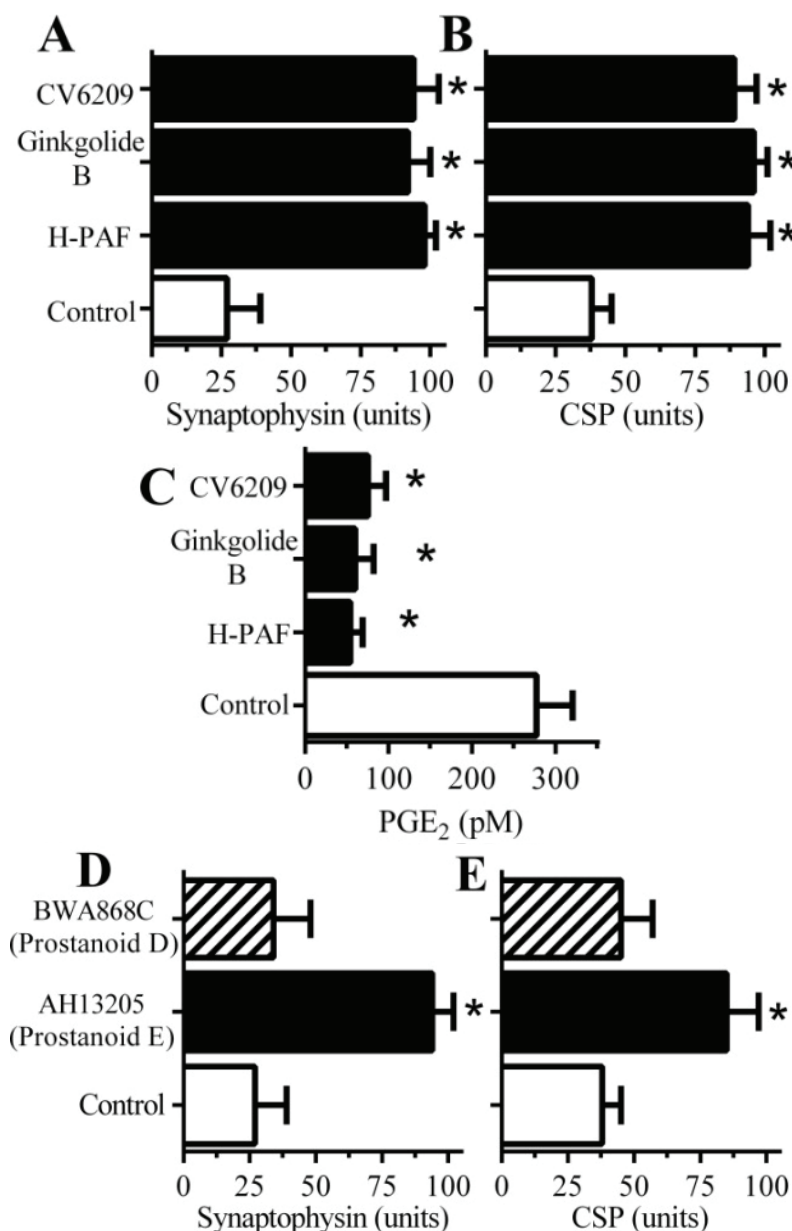 A
B
CV6209
*
*
Ginkgolide
B
*
*
H-PAF
*
*
Control
0 25 50 75 100
0 25 50 75 100
Synaptophysin (units)
CSP (units)
C
CV6209
*
Ginkgolide
B
*
H-PAF
*
Control
0 100 200 300
PGE₂ (pM)
D
E
BWA868C
(Prostanoid D)
AH13205
(Prostanoid E)
*
*
Control
0 25 50 75 100
0 25 50 75 100
Synaptophysin (units)
CSP (units)